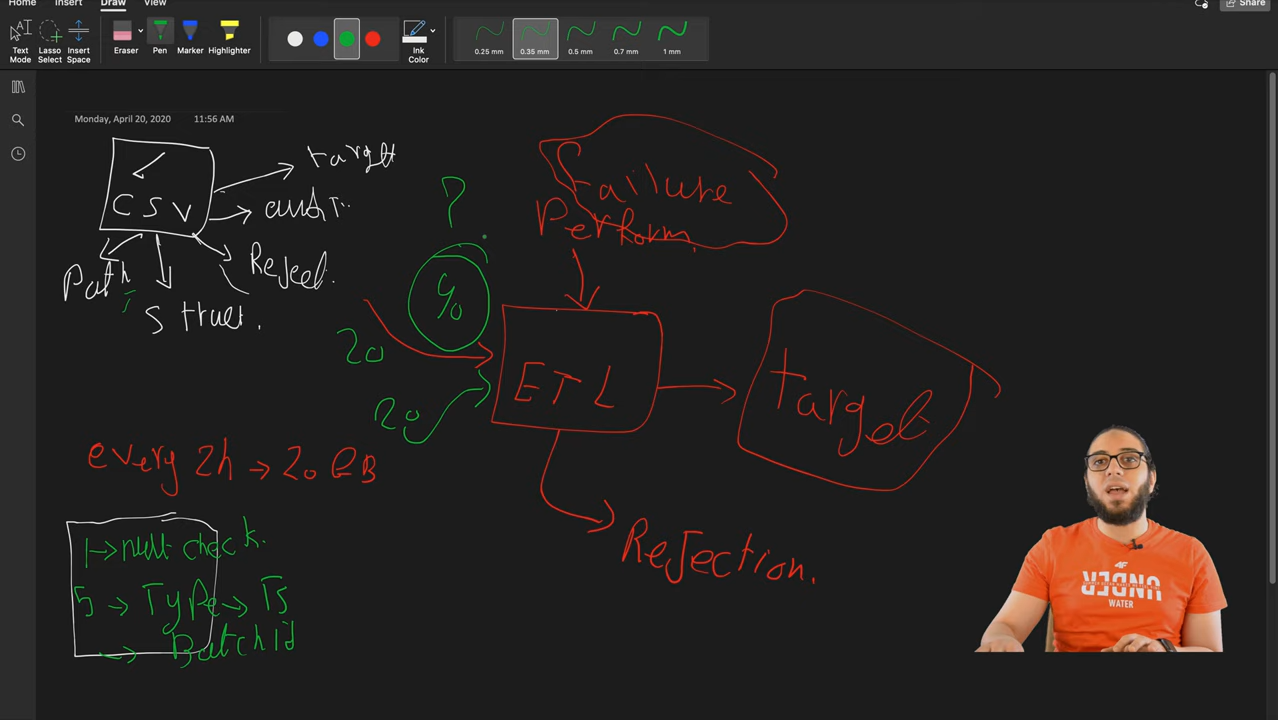 Home Insert Draw View Share
Text Mode
Lasso Select
Insert Space
Eraser
Pen
Marker
Highlighter
Ink Color
0.25 mm
0.35 mm
0.5 mm
0.7 mm
1 mm
Monday, April 20, 2020 11:56 AM
CSV
target
Reject.
Path
Struct.
?
%
20
20
Failure
Perform.
ETL
target
Rejection.
every 2h → 20 GB
1 → null check.
5 → Type → Ts
→ Batch id
4F
UNDER
WATER